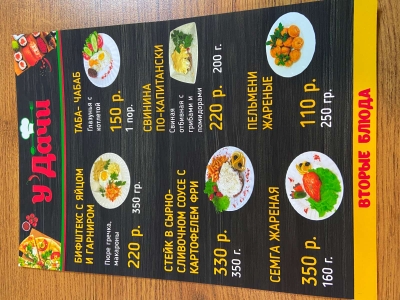 у Дачи
ВТОРЫЕ БЛЮДА
ТАБА- ЧАБАБ
Глазунья с
котлетой
150 р.
1 пор.
СВИНИНА
ПО-КАПИТАНСКИ
Свиная
отбивная с
грибами и
помидорами
220 р.
200 г.
ПЕЛЬМЕНИ
ЖАРЕНЫЕ
110 р.
250 гр.
БИФШТЕКС С ЯЙЦОМ
И ГАРНИРОМ
Пюре гречка,
макароны
220 р.
350 гр.
СТЕЙК В СЫРНО-
СЛИВОЧНОМ СОУСЕ С
КАРТОФЕЛЕМ ФРИ
330 р.
350 г.
СЕМГА ЖАРЕНАЯ
350 р.
160 г.